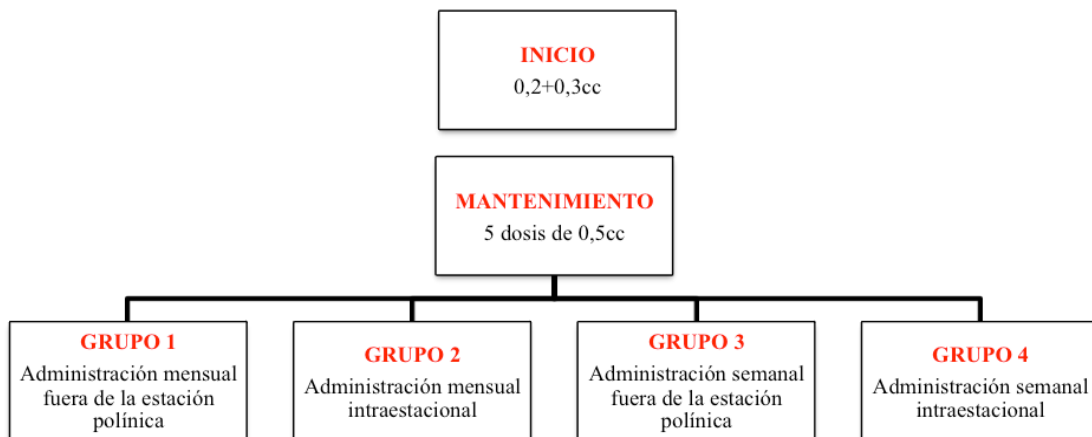 INICIO
0,2+0,3cc
MANTENIMIENTO
5 dosis de 0,5cc
GRUPO 1
Administración mensual
fuera de la estación
polínica
GRUPO 2
Administración mensual
intraestacional
GRUPO 3
Administración semanal
fuera de la estación
polínica
GRUPO 4
Administración semanal
intraestacional